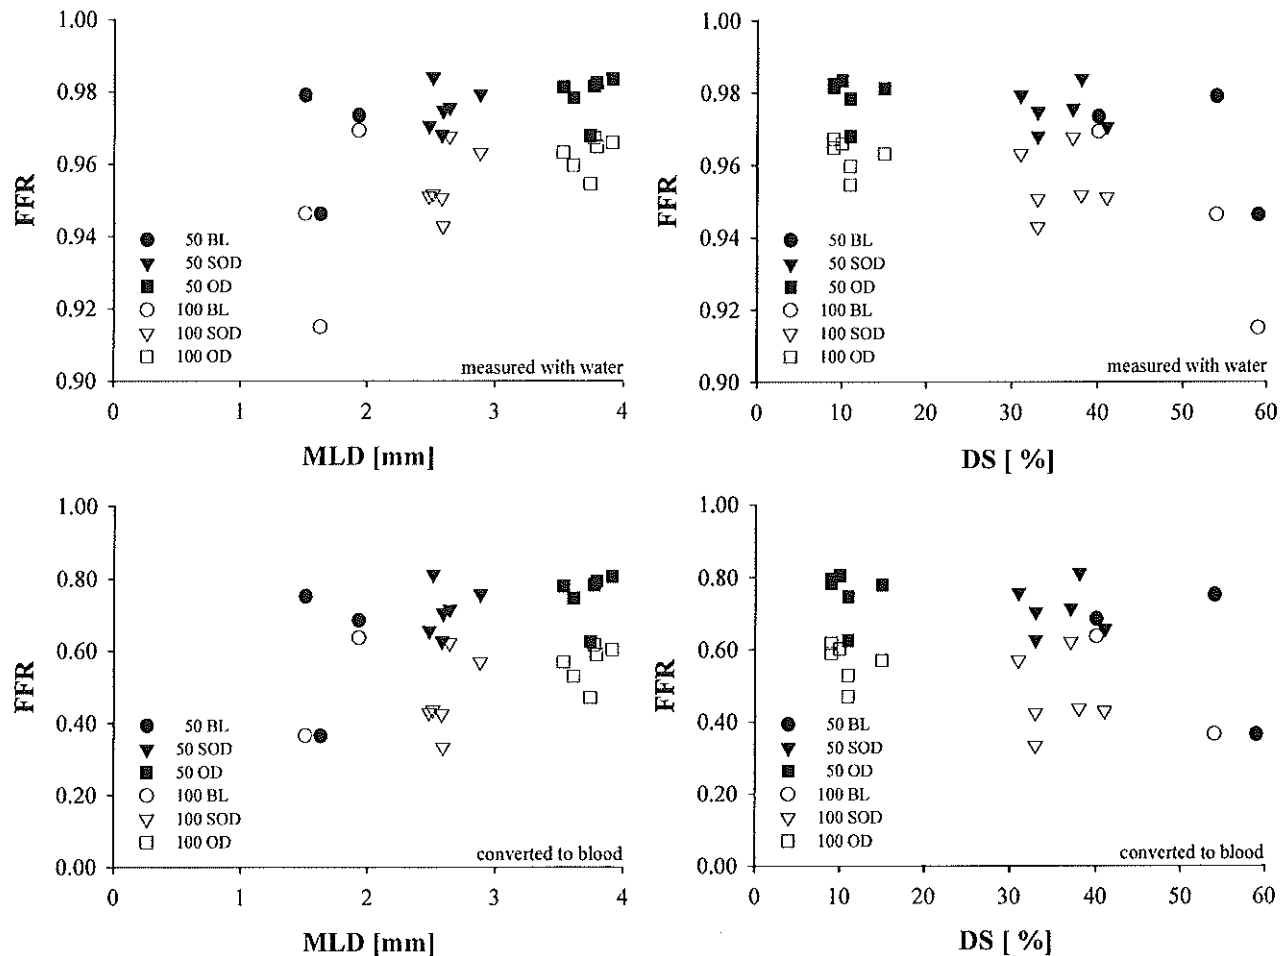 1.00
0.98
0.96
0.94
0.92
0.90
FFR
50 BL
50 SOD
50 OD
100 BL
100 SOD
100 OD
measured with water
0 1 2 3 4
MLD [mm]
1.00
0.98
0.96
0.94
0.92
0.90
FFR
50 BL
50 SOD
50 OD
100 BL
100 SOD
100 OD
measured with water
0 10 20 30 40 50 60
DS [ %]
1.00
0.80
0.60
0.40
0.20
0.00
FFR
50 BL
50 SOD
50 OD
100 BL
100 SOD
100 OD
converted to blood
0 1 2 3 4
MLD [mm]
1.00
0.80
0.60
0.40
0.20
0.00
FFR
50 BL
50 SOD
50 OD
100 BL
100 SOD
100 OD
converted to blood
0 10 20 30 40 50 60
DS [ %]